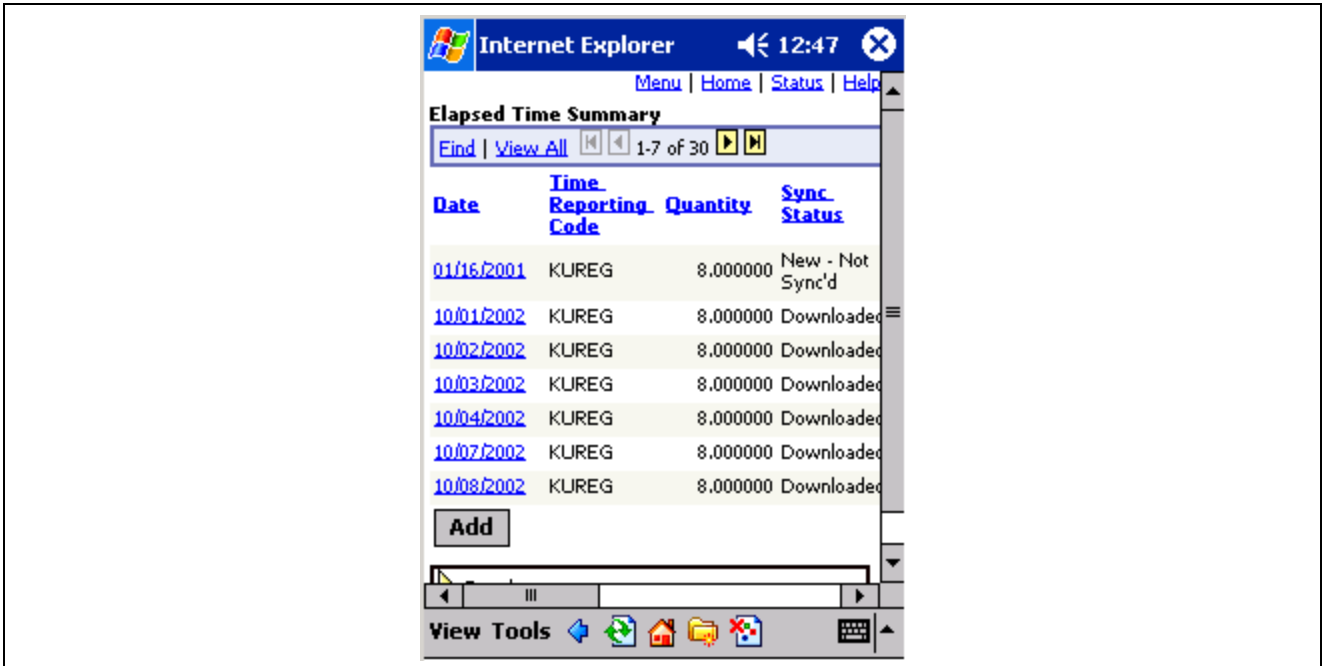 Internet Explorer 12:47
Menu | Home | Status | Help
Elapsed Time Summary
Find | View All 1-7 of 30
Date Time Reporting Code Quantity Sync Status
01/16/2001 KUREG 8.000000 New - Not Sync'd
10/01/2002 KUREG 8.000000 Downloaded
10/02/2002 KUREG 8.000000 Downloaded
10/03/2002 KUREG 8.000000 Downloaded
10/04/2002 KUREG 8.000000 Downloaded
10/07/2002 KUREG 8.000000 Downloaded
10/08/2002 KUREG 8.000000 Downloaded
Add
View Tools